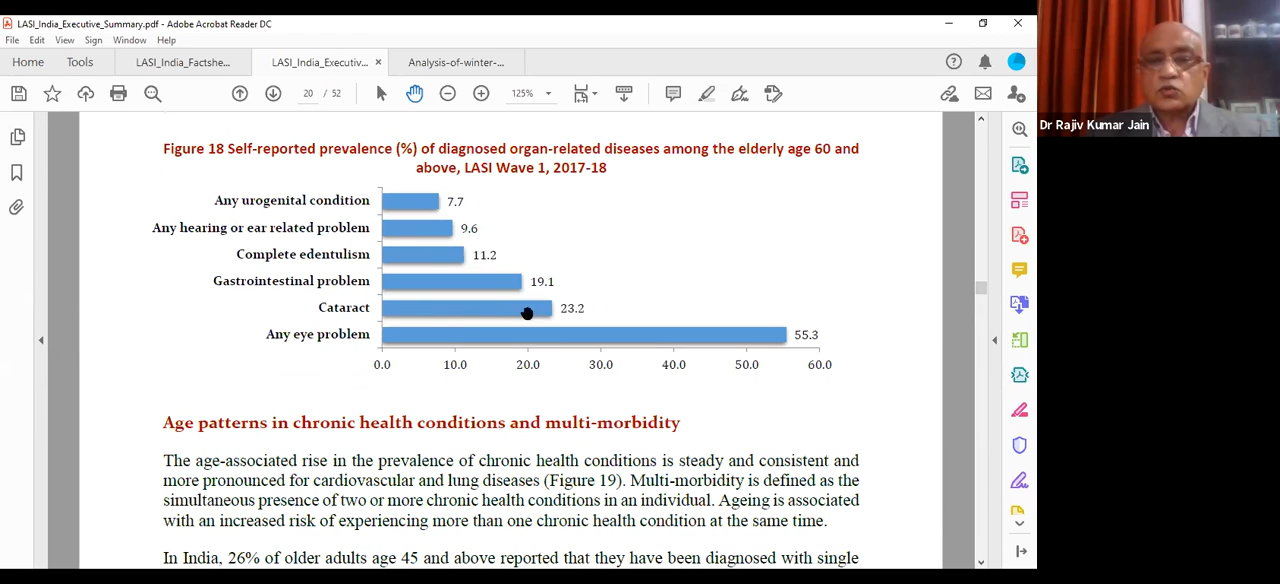 LASI_India_Executive_Summary.pdf - Adobe Acrobat Reader DC
File Edit View Sign Window Help
Home Tools LASI_India_Factshe... LASI_India_Executiv... × Analysis-of-winter-...
20 / 52 125%
Dr Rajiv Kumar Jain
Figure 18 Self-reported prevalence (%) of diagnosed organ-related diseases among the elderly age 60 and
above, LASI Wave 1, 2017-18
Any urogenital condition 7.7
Any hearing or ear related problem 9.6
Complete edentulism 11.2
Gastrointestinal problem 19.1
Cataract 23.2
Any eye problem 55.3
0.0 10.0 20.0 30.0 40.0 50.0 60.0
Age patterns in chronic health conditions and multi-morbidity
The age-associated rise in the prevalence of chronic health conditions is steady and consistent and
more pronounced for cardiovascular and lung diseases (Figure 19). Multi-morbidity is defined as the
simultaneous presence of two or more chronic health conditions in an individual. Ageing is associated
with an increased risk of experiencing more than one chronic health condition at the same time.
In India, 26% of older adults age 45 and above reported that they have been diagnosed with single